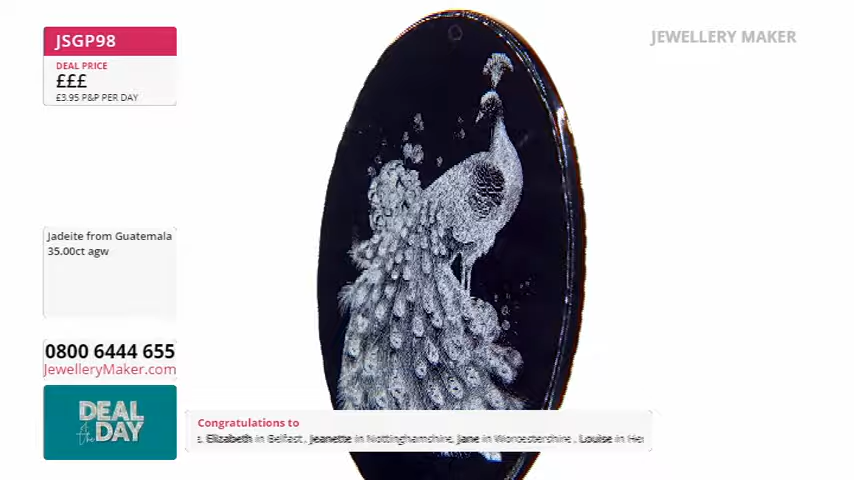 JSGP98
JEWELLERY MAKER
DEAL PRICE
£££
£3.95 P&P PER DAY
Jadeite from Guatemala
35.00ct agw
0800 6444 655
JewelleryMaker.com
DEAL
of the
DAY
Congratulations to
Elizabeth in Belfast, Jeanette in Nottinghamshire, Jane in Worcestershire, Louise in